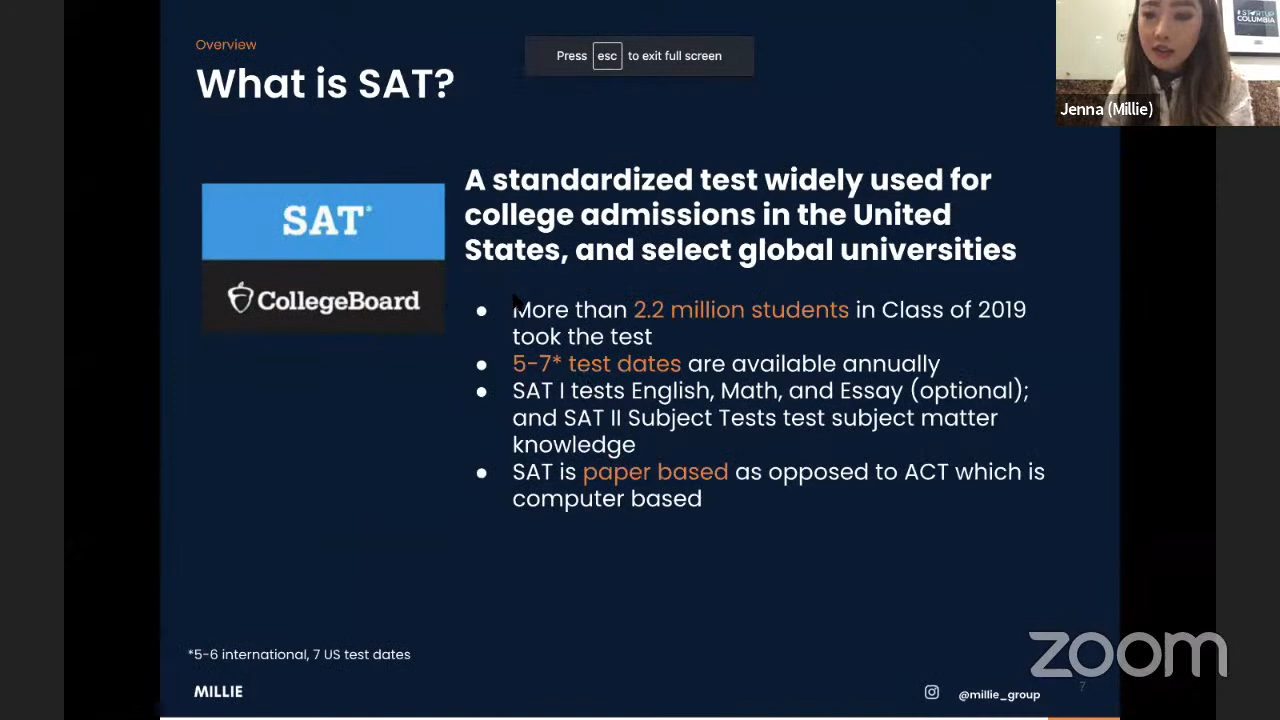 Overview
What is SAT?
Press esc to exit full screen
#STARTUP
COLUMBIA
Jenna (Millie)
SAT
CollegeBoard
A standardized test widely used for
college admissions in the United
States, and select global universities
● More than 2.2 million students in Class of 2019
took the test
● 5-7* test dates are available annually
● SAT I tests English, Math, and Essay (optional);
and SAT II Subject Tests test subject matter
knowledge
● SAT is paper based as opposed to ACT which is
computer based
*5-6 international, 7 US test dates
MILLIE
@millie_group
7
zoom